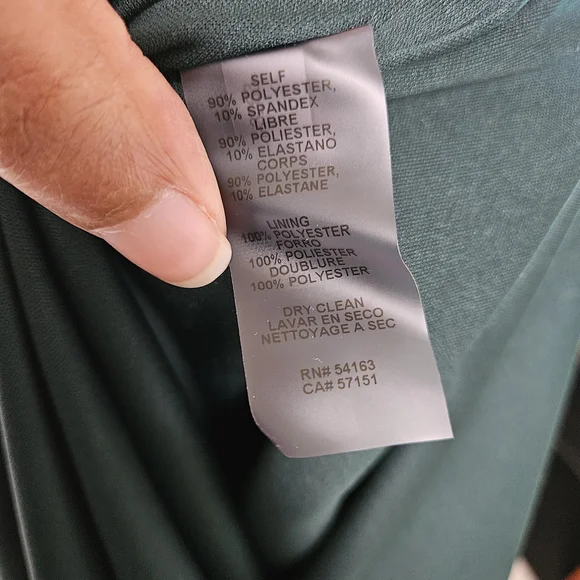 SELF
90% POLYESTER,
10% SPANDEX
LIBRE
90% POLIESTER,
10% ELASTANO
CORPS
90% POLYESTER,
10% ELASTANE
LINING
100% POLYESTER
FORRO
100% POLIESTER
DOUBLURE
100% POLYESTER
DRY CLEAN
LAVAR EN SECO
NETTOYAGE A SEC
RN# 54163
CA# 57151